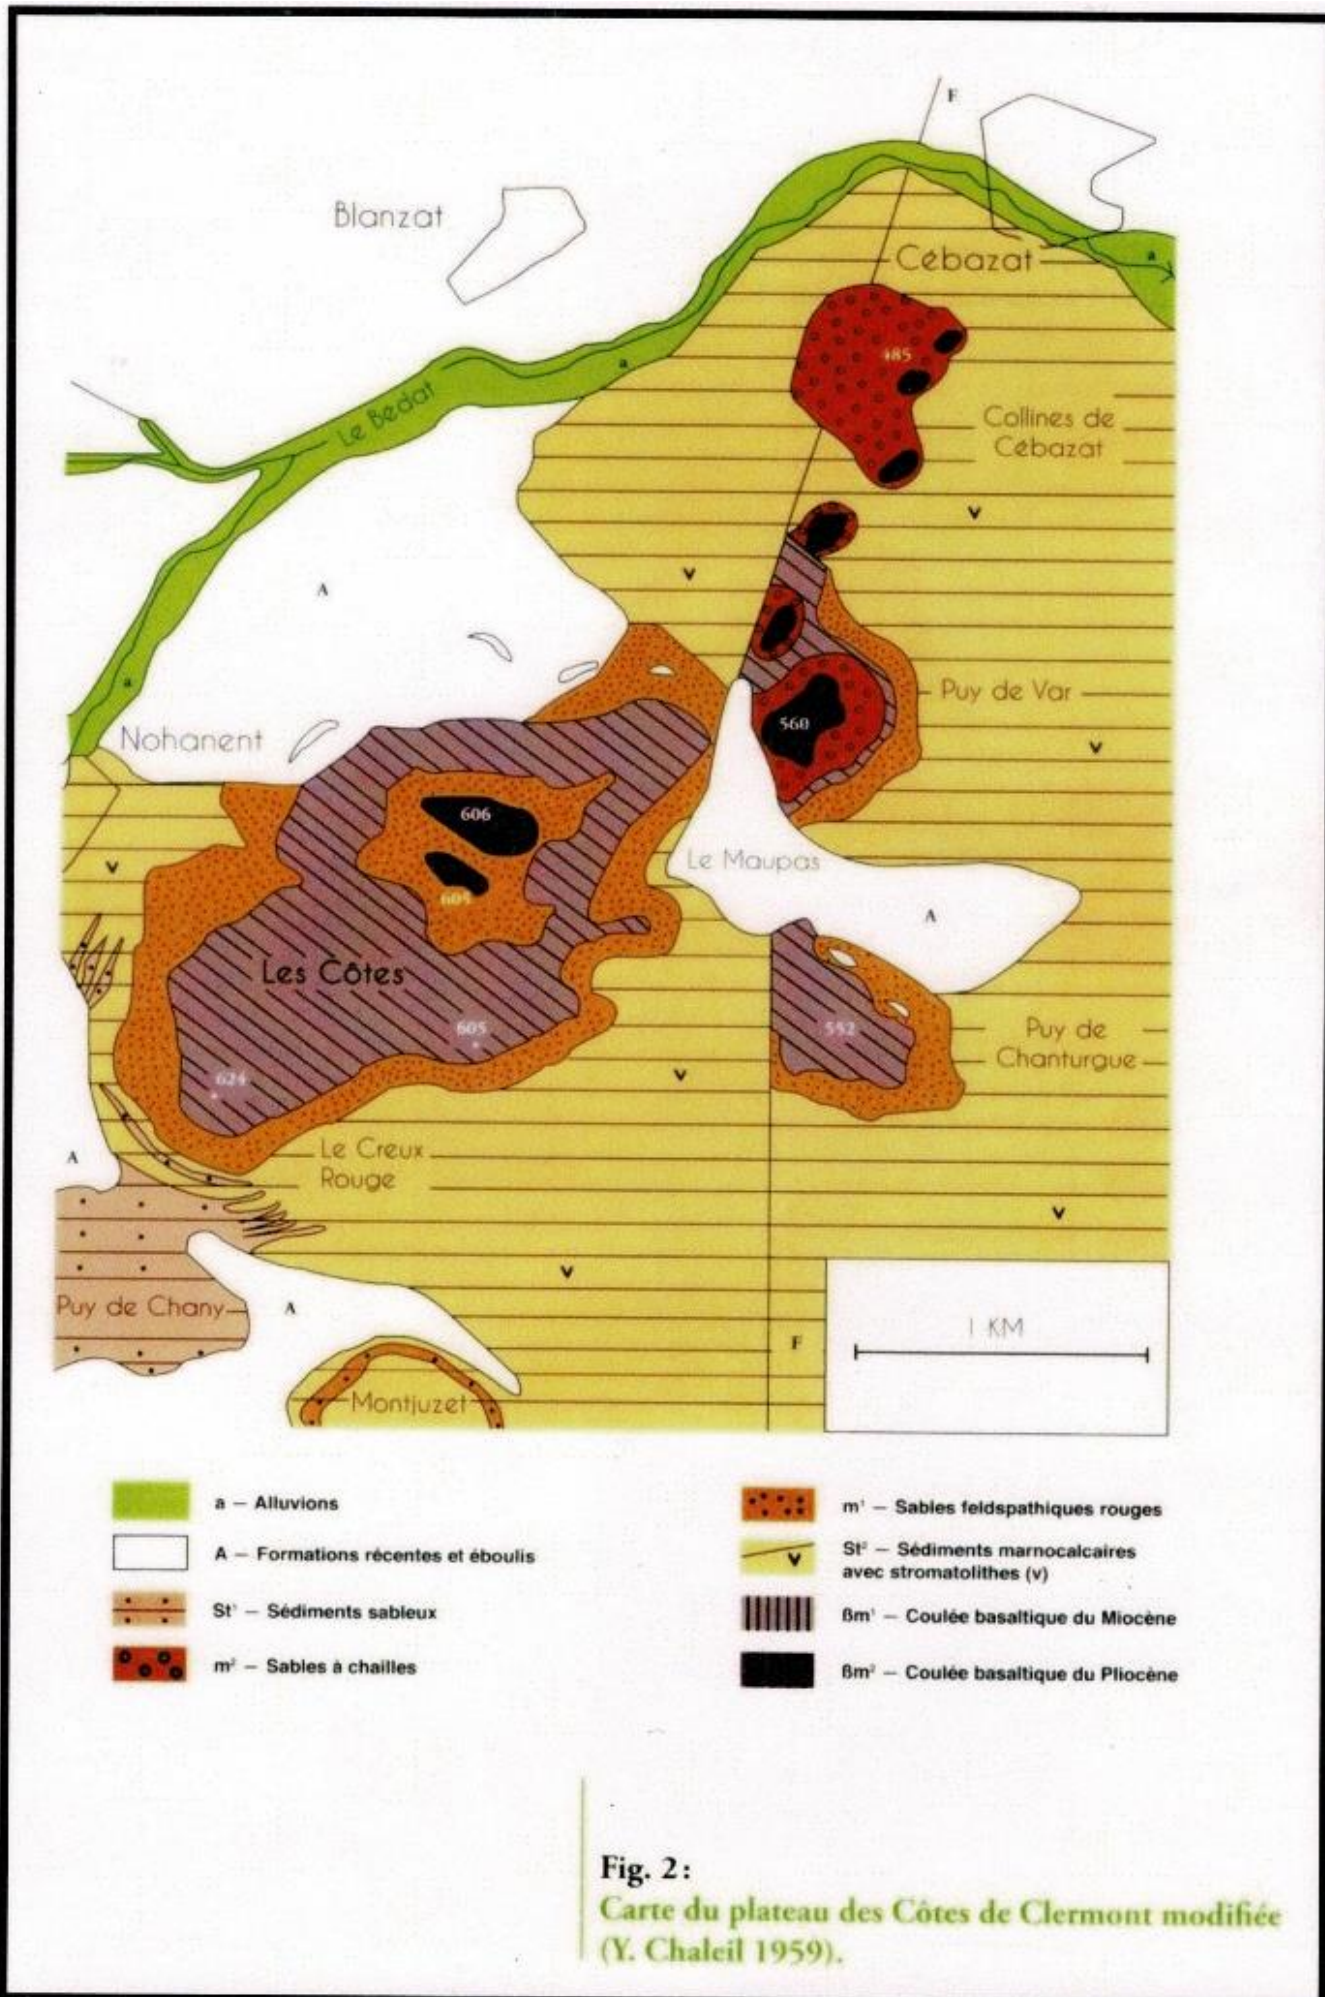 F
Blanzat
Cébazat
a
485
a
Le Bédat
Collines de
Cébazat
v
v
A
a
Puy de Var
560
Nohanent
v
606
Le Maupas
v
A
Les Côtes
605
552
Puy de
Chanturgue
v
624
Le Creux
Rouge
A
v
v
Puy de Chany
A
1 KM
F
Montjuzet
a – Alluvions
A – Formations récentes et éboulis
St¹ – Sédiments sableux
m² – Sables à chailles
m¹ – Sables feldspathiques rouges
St² – Sédiments marnocalcaires
v
avec stromatolithes (v)
ßm¹ – Coulée basaltique du Miocène
ßm² – Coulée basaltique du Pliocène
Fig. 2 :
Carte du plateau des Côtes de Clermont modifiée
(Y. Chaleil 1959).